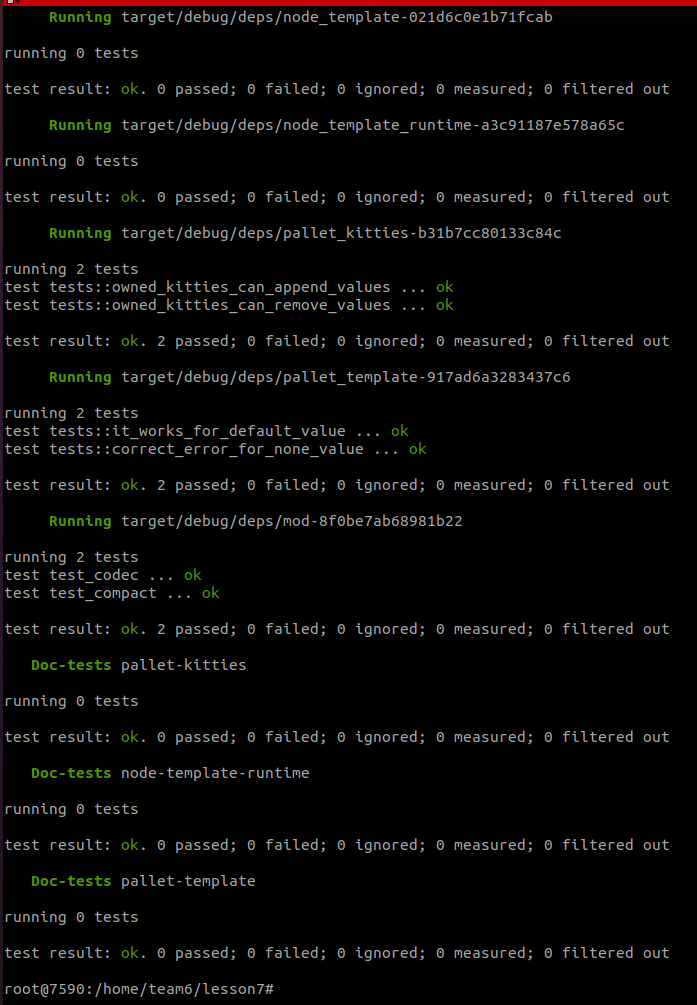 Running target/debug/deps/node_template-021d6c0e1b71fcab
running 0 tests
test result: ok. 0 passed; 0 failed; 0 ignored; 0 measured; 0 filtered out
Running target/debug/deps/node_template_runtime-a3c91187e578a65c
running 0 tests
test result: ok. 0 passed; 0 failed; 0 ignored; 0 measured; 0 filtered out
Running target/debug/deps/pallet_kitties-b31b7cc80133c84c
running 2 tests
test tests::owned_kitties_can_append_values ... ok
test tests::owned_kitties_can_remove_values ... ok
test result: ok. 2 passed; 0 failed; 0 ignored; 0 measured; 0 filtered out
Running target/debug/deps/pallet_template-917ad6a3283437c6
running 2 tests
test tests::it_works_for_default_value ... ok
test tests::correct_error_for_none_value ... ok
test result: ok. 2 passed; 0 failed; 0 ignored; 0 measured; 0 filtered out
Running target/debug/deps/mod-8f0be7ab68981b22
running 2 tests
test test_codec ... ok
test test_compact ... ok
test result: ok. 2 passed; 0 failed; 0 ignored; 0 measured; 0 filtered out
Doc-tests pallet-kitties
running 0 tests
test result: ok. 0 passed; 0 failed; 0 ignored; 0 measured; 0 filtered out
Doc-tests node-template-runtime
running 0 tests
test result: ok. 0 passed; 0 failed; 0 ignored; 0 measured; 0 filtered out
Doc-tests pallet-template
running 0 tests
test result: ok. 0 passed; 0 failed; 0 ignored; 0 measured; 0 filtered out
root@7590:/home/team6/lesson7#